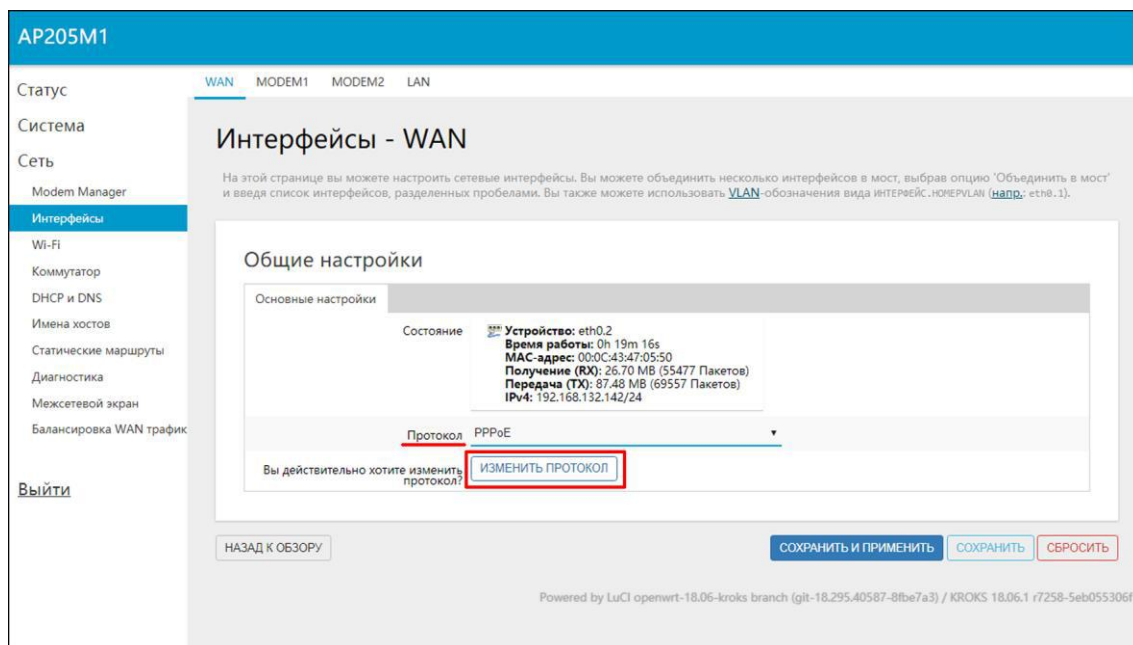 AP205M1
WAN MODEM1 MODEM2 LAN
Статус
Система
Сеть
Modem Manager
Интерфейсы
Wi-Fi
Коммутатор
DHCP и DNS
Имена хостов
Статические маршруты
Диагностика
Межсетевой экран
Балансировка WAN трафик
Выйти
Интерфейсы - WAN
На этой странице вы можете настроить сетевые интерфейсы. Вы можете объединить несколько интерфейсов в мост, выбрав опцию 'Объединить в мост'
и введя список интерфейсов, разделенных пробелами. Вы также можете использовать VLAN-обозначения вида ИНТЕРФЕЙС.НОМЕРVLAN (напр.: eth0.1).
Общие настройки
Основные настройки
Состояние
Устройство: eth0.2
Время работы: 0h 19m 16s
MAC-адрес: 00:0C:43:47:05:50
Получение (RX): 26.70 MB (55477 Пакетов)
Передача (TX): 87.48 MB (69557 Пакетов)
IPv4: 192.168.132.142/24
Протокол PPPoE
Вы действительно хотите изменить
протокол?
ИЗМЕНИТЬ ПРОТОКОЛ
НАЗАД К ОБЗОРУ СОХРАНИТЬ И ПРИМЕНИТЬ СОХРАНИТЬ СБРОСИТЬ
Powered by LuCI openwrt-18.06-kroks branch (git-18.295.40587-8fbe7a3) / KROKS 18.06.1 r7258-5eb055306f